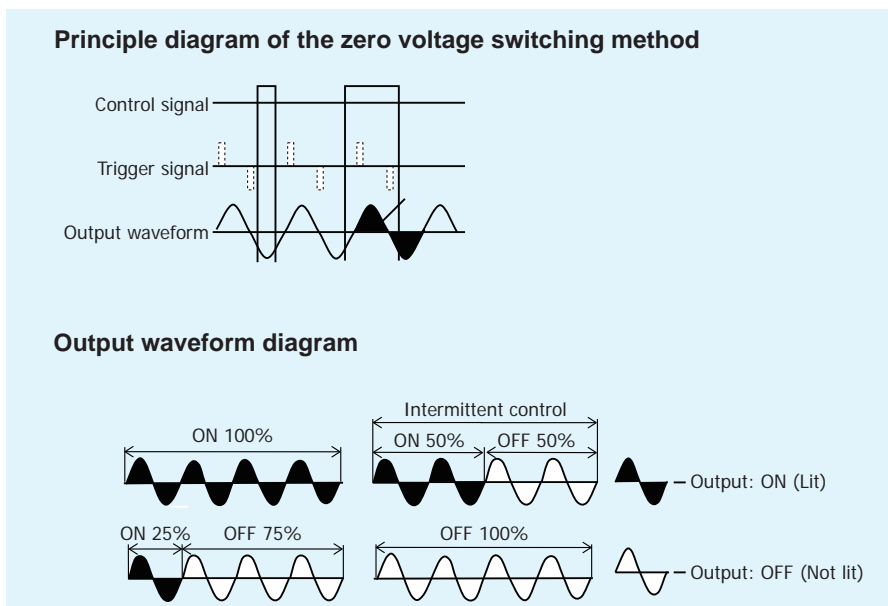 Principle diagram of the zero voltage switching method
Control signal
Trigger signal
Output waveform
Output waveform diagram
Intermittent control
ON 100%
ON 50%
OFF 50%
Output: ON (Lit)
ON 25%
OFF 75%
OFF 100%
Output: OFF (Not lit)